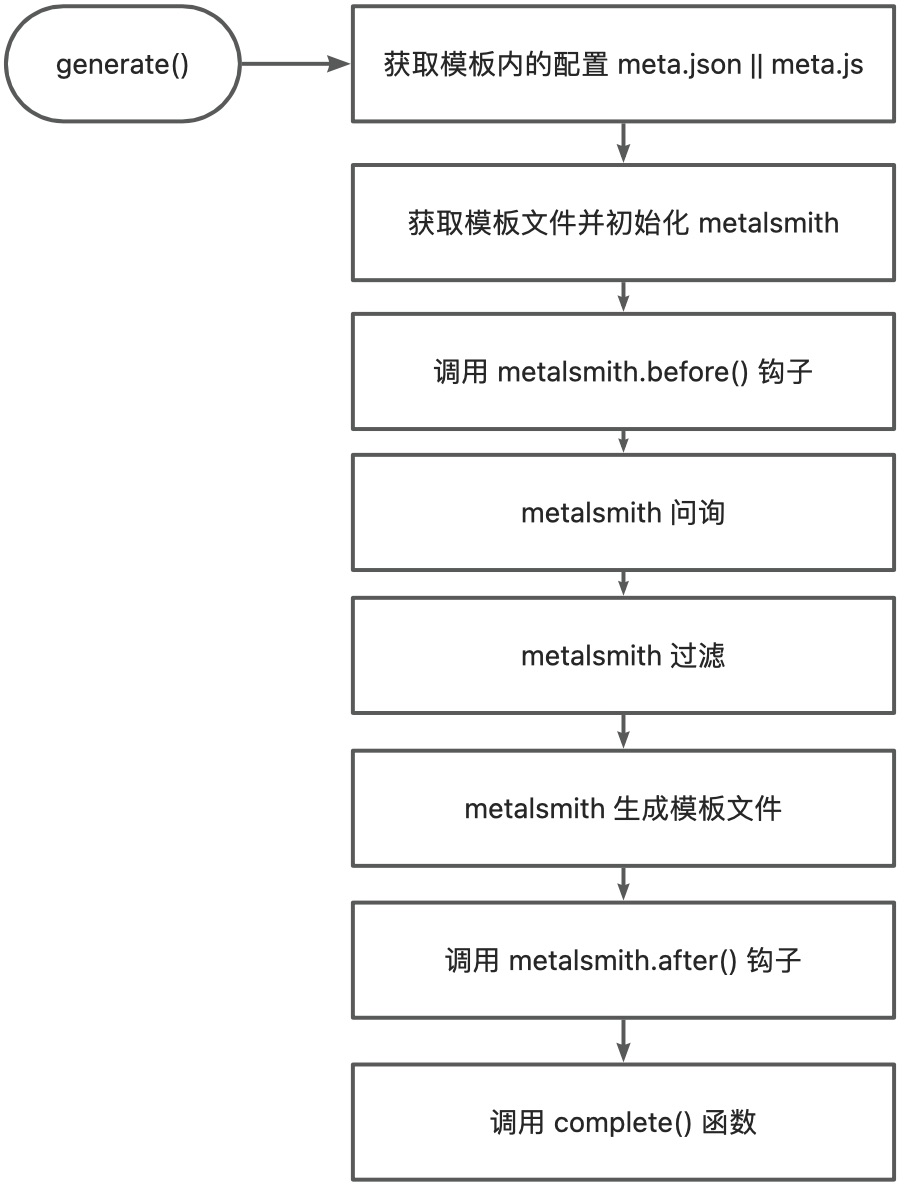 generate()
获取模板内的配置 meta.json || meta.js
获取模板文件并初始化 metalsmith
调用 metalsmith.before() 钩子
metalsmith 问询
metalsmith 过滤
metalsmith 生成模板文件
调用 metalsmith.after() 钩子
调用 complete() 函数